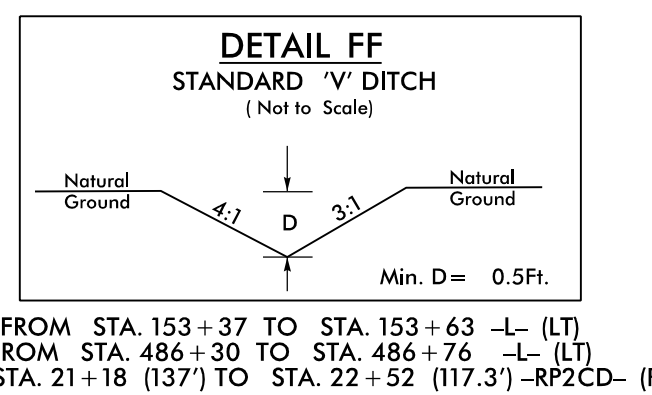 DETAIL FF
STANDARD 'V' DITCH
( Not to Scale)
Natural
Ground
4:1
D
3:1
Natural
Ground
Min. D= 0.5Ft.
FROM STA. 153+37 TO STA. 153+63 -L- (LT)
ROM STA. 486+30 TO STA. 486+76 -L- (LT)
STA. 21+18 (137') TO STA. 22+52 (117.3') -RP2CD-